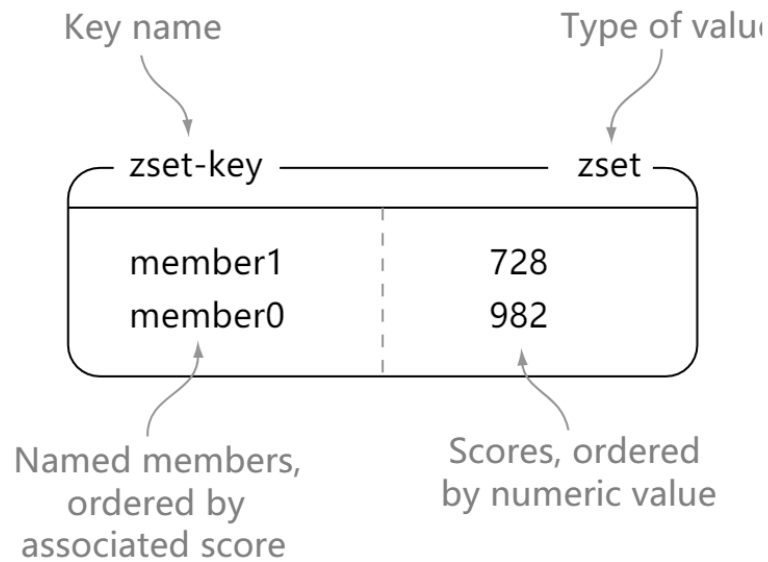 Key name
Type of valu
zset-key
zset
member1
728
member0
982
Named members,
ordered by
associated score
Scores, ordered
by numeric value